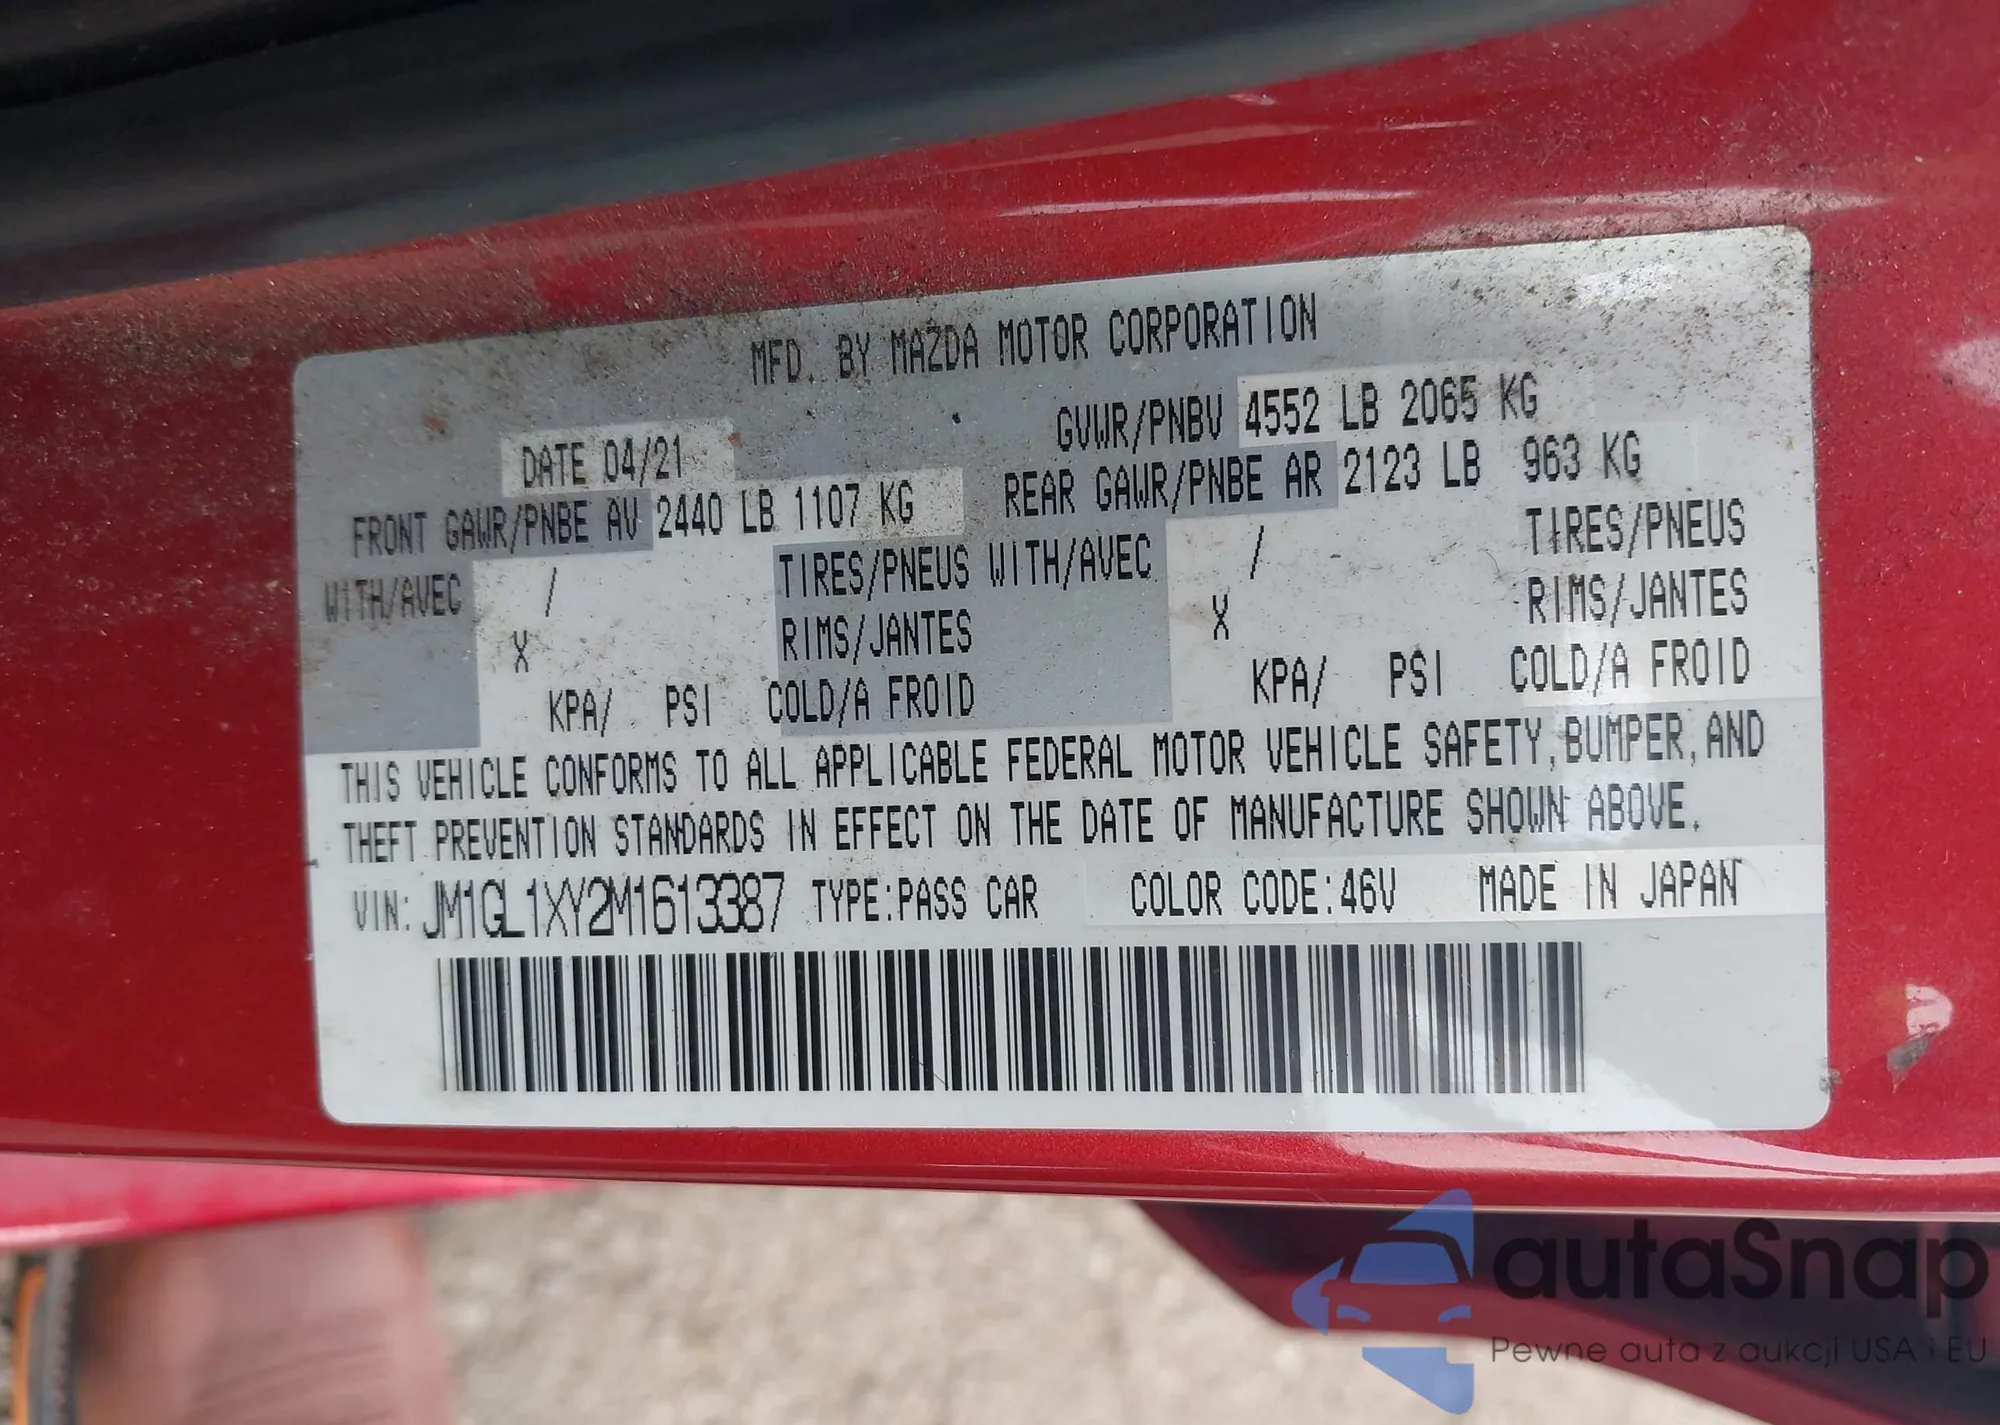 MFD. BY MAZDA MOTOR CORPORATION
DATE 04/21 GVWR/PNBV 4552 LB 2065 KG
FRONT GAWR/PNBE AV 2440 LB 1107 KG REAR GAWR/PNBE AR 2123 LB 963 KG
WITH/AVEC / TIRES/PNEUS WITH/AVEC / TIRES/PNEUS
X RIMS/JANTES X RIMS/JANTES
KPA/ PSI COLD/A FROID KPA/ PSI COLD/A FROID
THIS VEHICLE CONFORMS TO ALL APPLICABLE FEDERAL MOTOR VEHICLE SAFETY, BUMPER, AND
THEFT PREVENTION STANDARDS IN EFFECT ON THE DATE OF MANUFACTURE SHOWN ABOVE.
VIN: JM1GL1XY2M1613387 TYPE:PASS CAR COLOR CODE:46V MADE IN JAPAN
autaSnap
Pewne auta z aukcji USA i EU